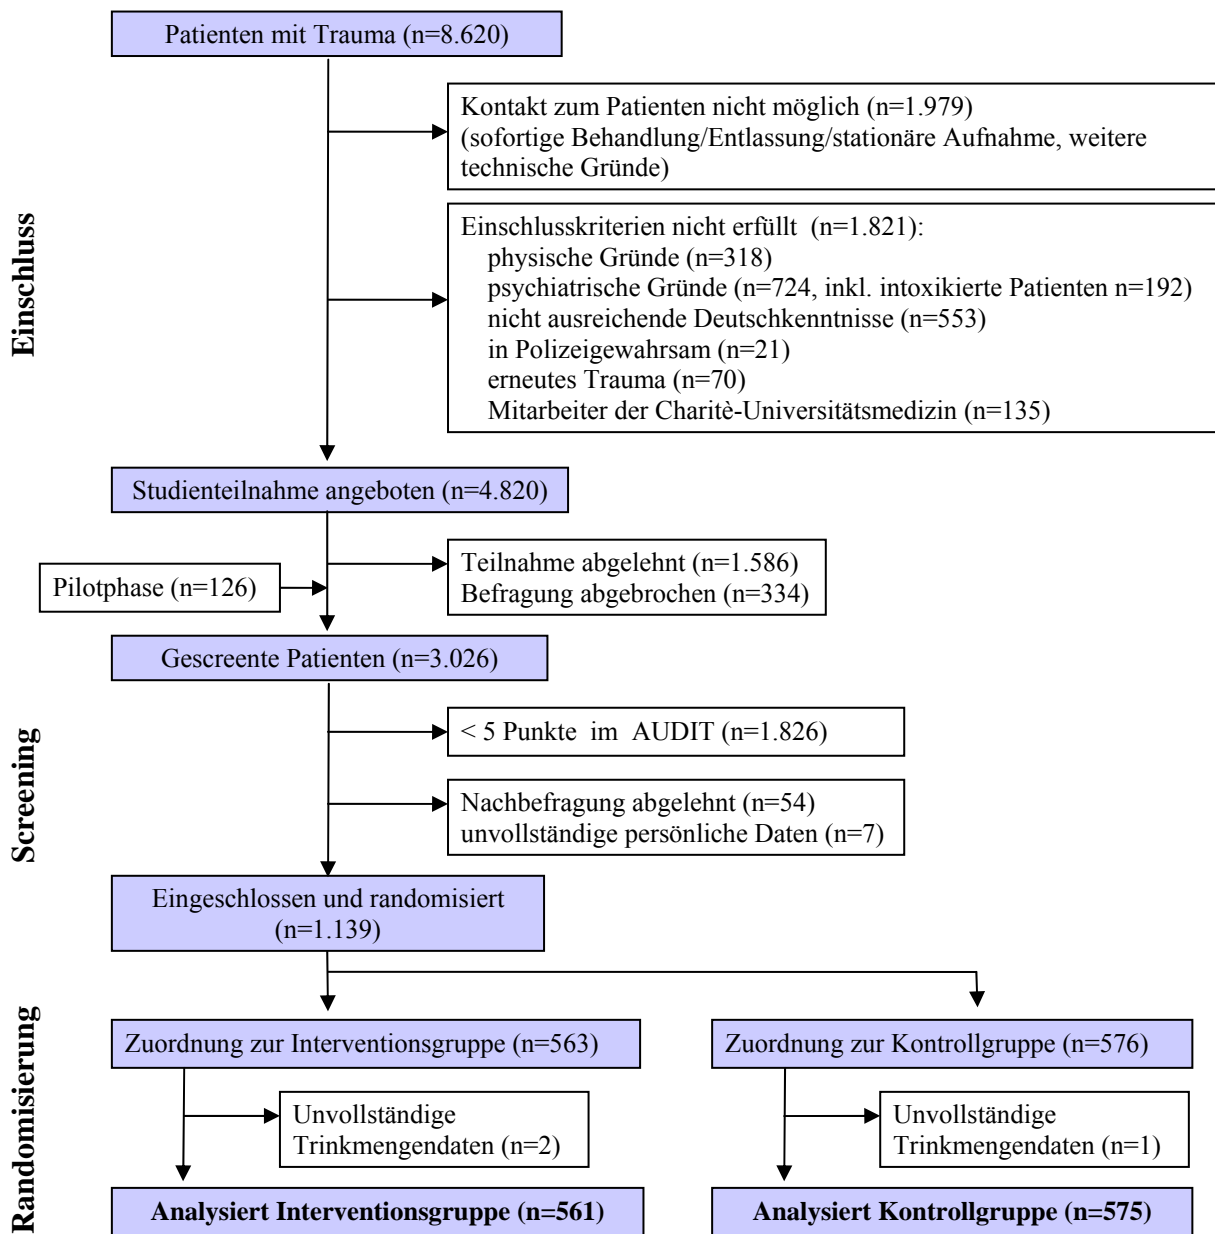 Patienten mit Trauma (n=8.620)
Kontakt zum Patienten nicht möglich (n=1.979)
(sofortige Behandlung/Entlassung/stationäre Aufnahme, weitere
technische Gründe)
Einschluss
Einschlusskriterien nicht erfüllt  (n=1.821):
physische Gründe (n=318)
psychiatrische Gründe (n=724, inkl. intoxikierte Patienten n=192)
nicht ausreichende Deutschkenntnisse (n=553)
in Polizeigewahrsam (n=21)
erneutes Trauma (n=70)
Mitarbeiter der Charitè-Universitätsmedizin (n=135)
Studienteilnahme angeboten (n=4.820)
Teilnahme abgelehnt (n=1.586)
Befragung abgebrochen (n=334)
Pilotphase (n=126)
Gescreente Patienten (n=3.026)
Screening
< 5 Punkte  im  AUDIT (n=1.826)
Nachbefragung abgelehnt (n=54)
unvollständige persönliche Daten (n=7)
Eingeschlossen und randomisiert
(n=1.139)
Randomisierung
Zuordnung zur Interventionsgruppe (n=563)
Zuordnung zur Kontrollgruppe (n=576)
Unvollständige
Trinkmengendaten (n=2)
Unvollständige
Trinkmengendaten (n=1)
Analysiert Interventionsgruppe (n=561)
Analysiert Kontrollgruppe (n=575)